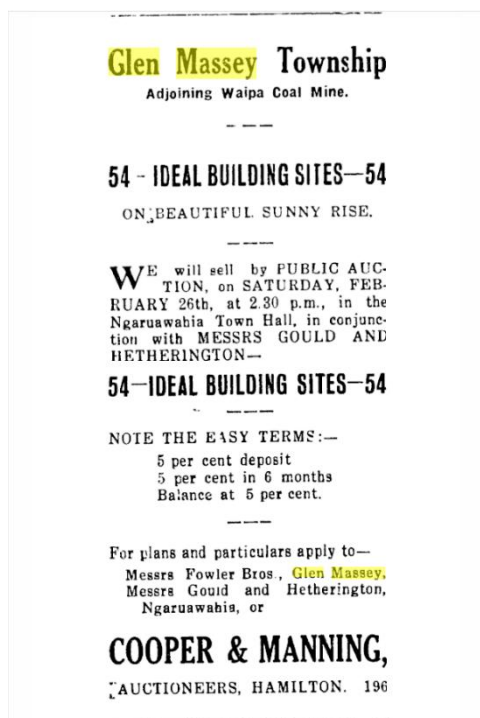 Glen Massey Township
Adjoining Waipa Coal Mine.
54 - IDEAL BUILDING SITES—54
ON BEAUTIFUL SUNNY RISE.
WE will sell by PUBLIC AUC-
TION, on SATURDAY, FEB-
RUARY 26th, at 2.30 p.m., in the
Ngaruawahia Town Hall, in conjunc-
tion with MESSRS GOULD AND
HETHERINGTON—
54—IDEAL BUILDING SITES—54
NOTE THE EASY TERMS:—
5 per cent deposit
5 per cent in 6 months
Balance at 5 per cent.
For plans and particulars apply to—
Messrs Fowler Bros., Glen Massey,
Messrs Gould and Hetherington,
Ngaruawahia, or
COOPER & MANNING,
AUCTIONEERS, HAMILTON. 196